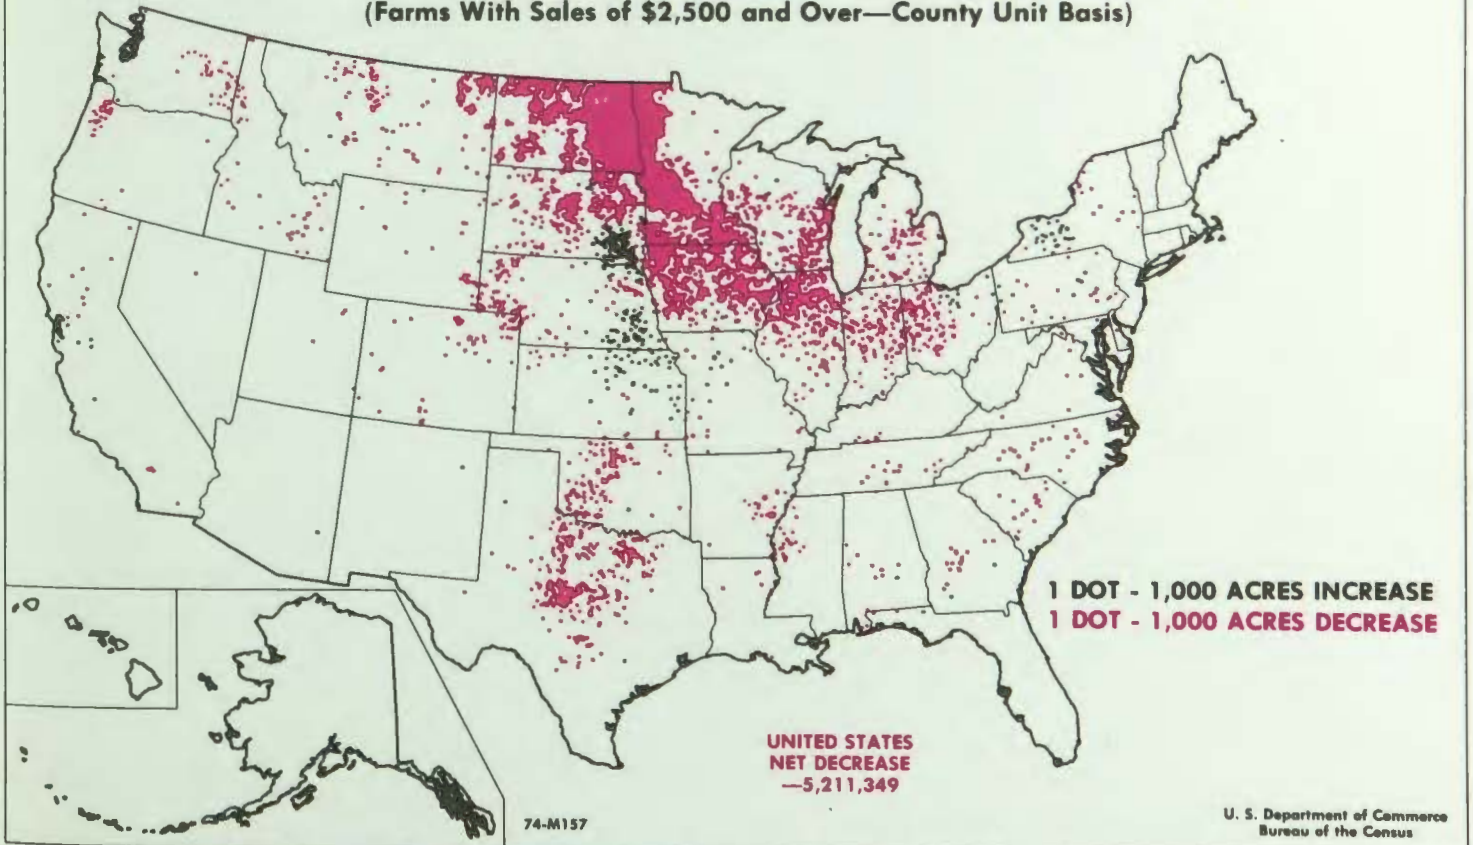 (Farms With Sales of $2,500 and Over—County Unit Basis)
1 DOT - 1,000 ACRES INCREASE
1 DOT - 1,000 ACRES DECREASE
UNITED STATES
NET DECREASE
—5,211,349
74-M157
U. S. Department of Commerce
Bureau of the Census